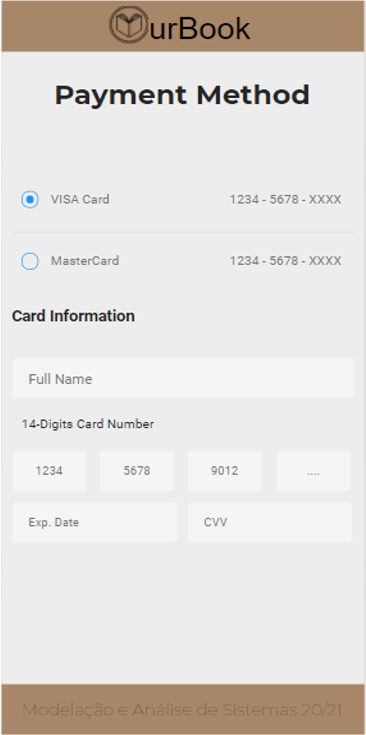 urBook
Payment Method
VISA Card 1234 - 5678 - XXXX
MasterCard 1234 - 5678 - XXXX
Card Information
Full Name
14-Digits Card Number
1234 5678 9012 ....
Exp. Date CVV
Modelação e Análise de Sistemas 20/21